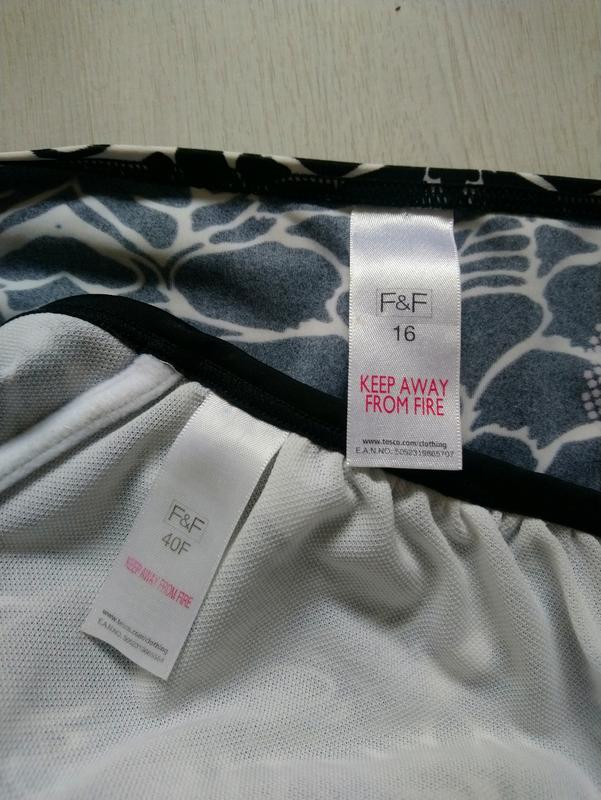 F&F
16
KEEP AWAY
FROM FIRE
www.tesco.com/clothing
E.A.N.NO: 5052319865707
F&F
40F
KEEP AWAY FROM FIRE
www.tesco.com/clothing
E.A.N.NO: